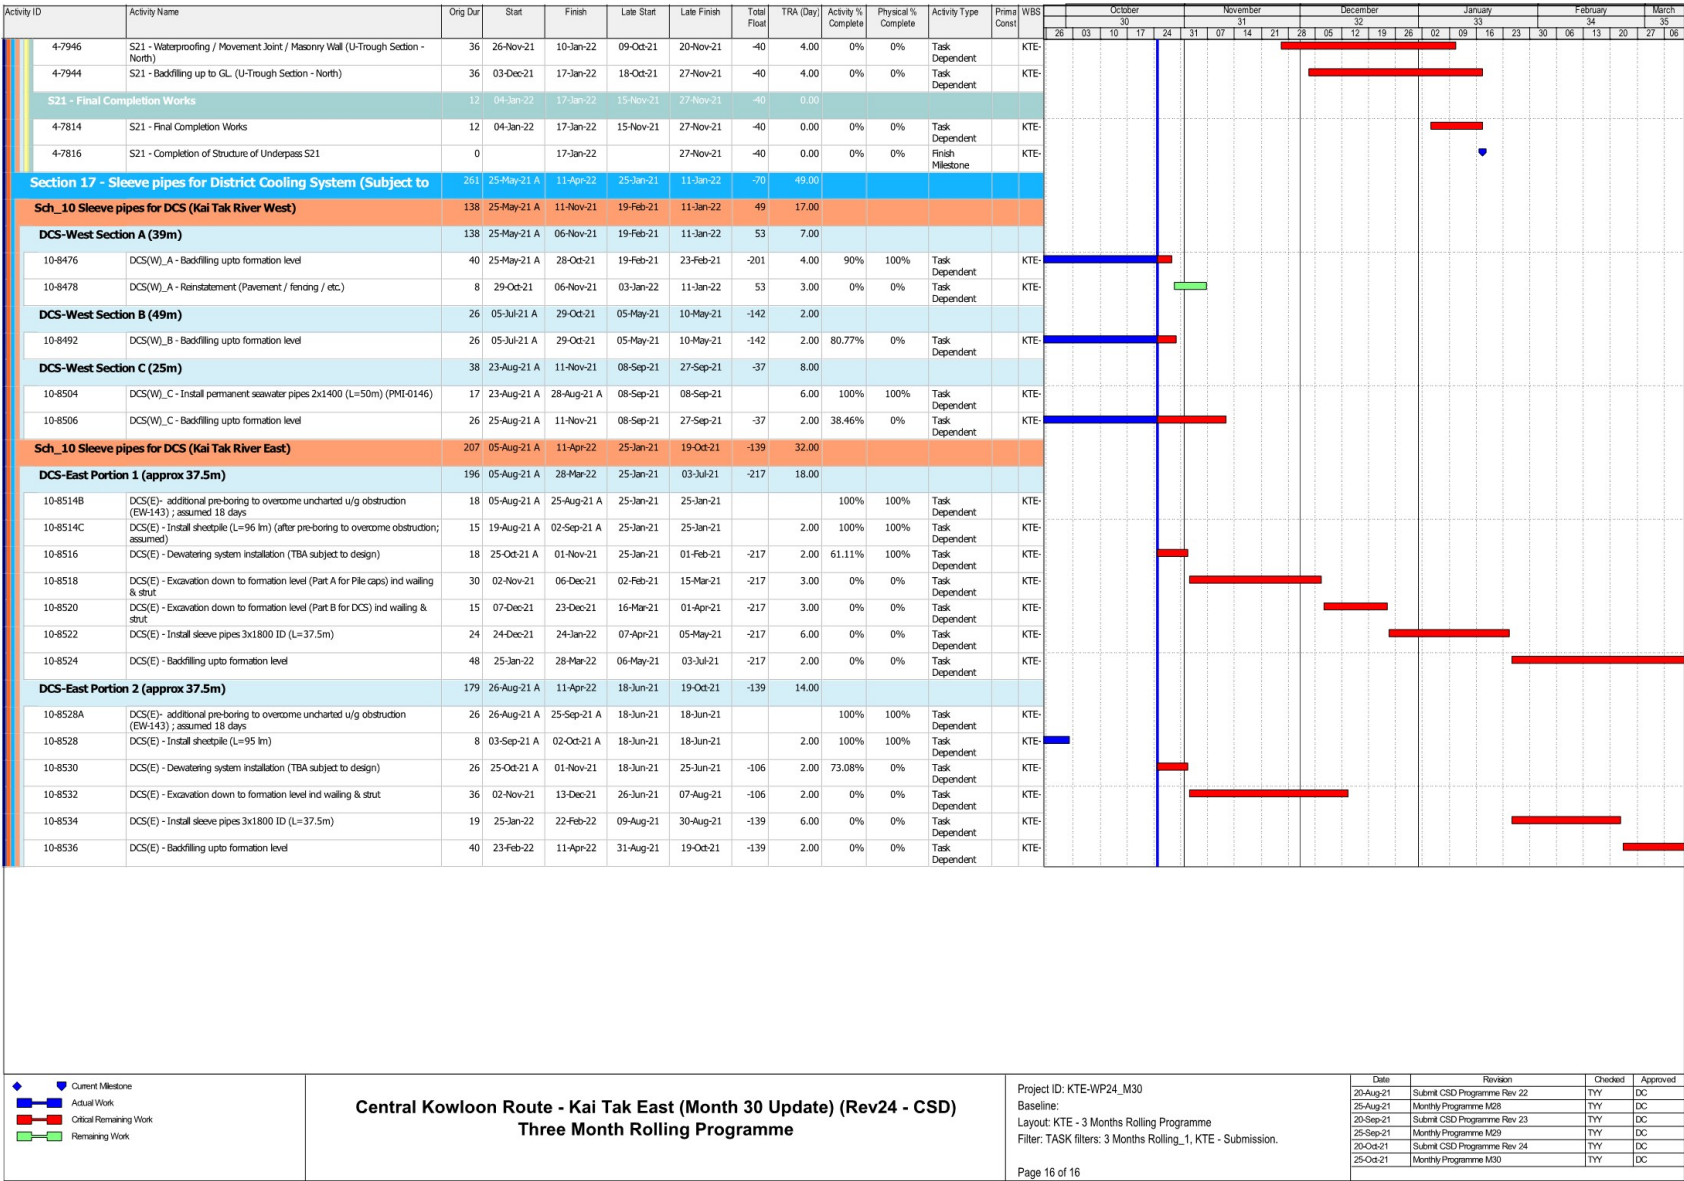 Activity ID Activity Name Orig Dur Start Finish Late Start Late Finish Total Float TRA (Day) Activity % Complete Physical % Complete Activity Type Prima Const WBS October November December January February March
30 31 32 33 34 35
26 03 10 17 24 31 07 14 21 28 05 12 19 26 02 09 16 23 30 06 13 20 27 06
4-7946 S21 - Waterproofing / Movement Joint / Masonry Wall (U-Trough Section - North) 36 26-Nov-21 10-Jan-22 09-Oct-21 20-Nov-21 -40 4.00 0% 0% Task Dependent KTE-
4-7944 S21 - Backfilling up to GL. (U-Trough Section - North) 36 03-Dec-21 17-Jan-22 18-Oct-21 27-Nov-21 -40 4.00 0% 0% Task Dependent KTE-
S21 - Final Completion Works 12 04-Jan-22 17-Jan-22 15-Nov-21 27-Nov-21 -40 0.00
4-7814 S21 - Final Completion Works 12 04-Jan-22 17-Jan-22 15-Nov-21 27-Nov-21 -40 0.00 0% 0% Task Dependent KTE-
4-7816 S21 - Completion of Structure of Underpass S21 0 17-Jan-22 27-Nov-21 -40 0.00 0% 0% Finish Milestone KTE-
Section 17 - Sleeve pipes for District Cooling System (Subject to 261 25-May-21 A 11-Apr-22 25-Jan-21 11-Jan-22 -70 49.00
Sch_10 Sleeve pipes for DCS (Kai Tak River West) 138 25-May-21 A 11-Nov-21 19-Feb-21 11-Jan-22 49 17.00
DCS-West Section A (39m) 138 25-May-21 A 06-Nov-21 19-Feb-21 11-Jan-22 53 7.00
10-8476 DCS(W)_A - Backfilling upto formation level 40 25-May-21 A 28-Oct-21 19-Feb-21 23-Feb-21 -201 4.00 90% 100% Task Dependent KTE-
10-8478 DCS(W)_A - Reinstatement (Pavement / fencing / etc.) 8 29-Oct-21 06-Nov-21 03-Jan-22 11-Jan-22 53 3.00 0% 0% Task Dependent KTE-
DCS-West Section B (49m) 26 05-Jul-21 A 29-Oct-21 05-May-21 10-May-21 -142 2.00
10-8492 DCS(W)_B - Backfilling upto formation level 26 05-Jul-21 A 29-Oct-21 05-May-21 10-May-21 -142 2.00 80.77% 0% Task Dependent KTE-
DCS-West Section C (25m) 38 23-Aug-21 A 11-Nov-21 08-Sep-21 27-Sep-21 -37 8.00
10-8504 DCS(W)_C - Install permanent seawater pipes 2x1400 (L=50m) (PMI-0146) 17 23-Aug-21 A 28-Aug-21 A 08-Sep-21 08-Sep-21 6.00 100% 100% Task Dependent KTE-
10-8506 DCS(W)_C - Backfilling upto formation level 26 25-Aug-21 A 11-Nov-21 08-Sep-21 27-Sep-21 -37 2.00 38.46% 0% Task Dependent KTE-
Sch_10 Sleeve pipes for DCS (Kai Tak River East) 207 05-Aug-21 A 11-Apr-22 25-Jan-21 19-Oct-21 -139 32.00
DCS-East Portion 1 (approx 37.5m) 196 05-Aug-21 A 28-Mar-22 25-Jan-21 03-Jul-21 -217 18.00
10-8514B DCS(E)- additional pre-boring to overcome uncharted u/g obstruction (EW-143) ; assumed 18 days 18 05-Aug-21 A 25-Aug-21 A 25-Jan-21 25-Jan-21 100% 100% Task Dependent KTE-
10-8514C DCS(E) - Install sheetpile (L=96 lm) (after pre-boring to overcome obstruction; assumed) 15 19-Aug-21 A 02-Sep-21 A 25-Jan-21 25-Jan-21 2.00 100% 100% Task Dependent KTE-
10-8516 DCS(E) - Dewatering system installation (TBA subject to design) 18 25-Oct-21 A 01-Nov-21 25-Jan-21 01-Feb-21 -217 2.00 61.11% 100% Task Dependent KTE-
10-8518 DCS(E) - Excavation down to formation level (Part A for Pile caps) ind wailing & strut 30 02-Nov-21 06-Dec-21 02-Feb-21 15-Mar-21 -217 3.00 0% 0% Task Dependent KTE-
10-8520 DCS(E) - Excavation down to formation level (Part B for DCS) ind wailing & strut 15 07-Dec-21 23-Dec-21 16-Mar-21 01-Apr-21 -217 3.00 0% 0% Task Dependent KTE-
10-8522 DCS(E) - Install sleeve pipes 3x1800 ID (L=37.5m) 24 24-Dec-21 24-Jan-22 07-Apr-21 05-May-21 -217 6.00 0% 0% Task Dependent KTE-
10-8524 DCS(E) - Backfilling upto formation level 48 25-Jan-22 28-Mar-22 06-May-21 03-Jul-21 -217 2.00 0% 0% Task Dependent KTE-
DCS-East Portion 2 (approx 37.5m) 179 26-Aug-21 A 11-Apr-22 18-Jun-21 19-Oct-21 -139 14.00
10-8528A DCS(E)- additional pre-boring to overcome uncharted u/g obstruction (EW-143) ; assumed 18 days 26 26-Aug-21 A 25-Sep-21 A 18-Jun-21 18-Jun-21 100% 100% Task Dependent KTE-
10-8528 DCS(E) - Install sheetpile (L=95 lm) 8 03-Sep-21 A 02-Oct-21 A 18-Jun-21 18-Jun-21 2.00 100% 100% Task Dependent KTE-
10-8530 DCS(E) - Dewatering system installation (TBA subject to design) 26 25-Oct-21 A 01-Nov-21 18-Jun-21 25-Jun-21 -106 2.00 73.08% 0% Task Dependent KTE-
10-8532 DCS(E) - Excavation down to formation level ind wailing & strut 36 02-Nov-21 13-Dec-21 26-Jun-21 07-Aug-21 -106 2.00 0% 0% Task Dependent KTE-
10-8534 DCS(E) - Install sleeve pipes 3x1800 ID (L=37.5m) 19 25-Jan-22 22-Feb-22 09-Aug-21 30-Aug-21 -139 6.00 0% 0% Task Dependent KTE-
10-8536 DCS(E) - Backfilling upto formation level 40 23-Feb-22 11-Apr-22 31-Aug-21 19-Oct-21 -139 2.00 0% 0% Task Dependent KTE-
Current Milestone
Actual Work
Critical Remaining Work
Remaining Work
Central Kowloon Route - Kai Tak East (Month 30 Update) (Rev24 - CSD)
Three Month Rolling Programme
Project ID: KTE-WP24_M30
Baseline:
Layout: KTE - 3 Months Rolling Programme
Filter: TASK filters: 3 Months Rolling_1, KTE - Submission.
Page 16 of 16
Date Revision Checked Approved
20-Aug-21 Submit CSD Programme Rev 22 TYY DC
25-Aug-21 Monthly Programme M28 TYY DC
20-Sep-21 Submit CSD Programme Rev 23 TYY DC
25-Sep-21 Monthly Programme M29 TYY DC
20-Oct-21 Submit CSD Programme Rev 24 TYY DC
25-Oct-21 Monthly Programme M30 TYY DC